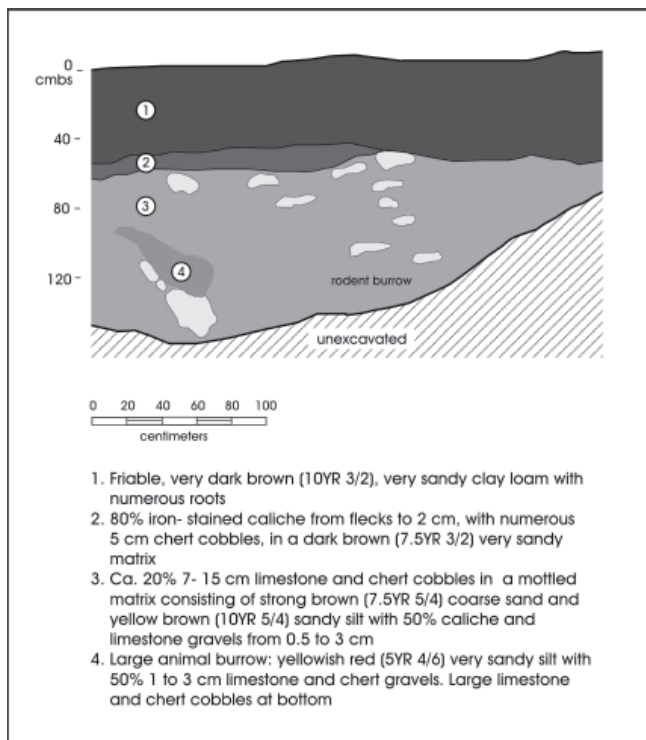 0
cmbs
1
40
2
3
80
4
120
rodent burrow
unexcavated
0 20 40 60 80 100
centimeters
1. Friable, very dark brown (10YR 3/2), very sandy clay loam with
numerous roots
2. 80% iron- stained caliche from flecks to 2 cm, with numerous
5 cm chert cobbles, in a dark brown (7.5YR 3/2) very sandy
matrix
3. Ca. 20% 7- 15 cm limestone and chert cobbles in a mottled
matrix consisting of strong brown (7.5YR 5/4) coarse sand and
yellow brown (10YR 5/4) sandy silt with 50% caliche and
limestone gravels from 0.5 to 3 cm
4. Large animal burrow: yellowish red (5YR 4/6) very sandy silt with
50% 1 to 3 cm limestone and chert gravels. Large limestone
and chert cobbles at bottom